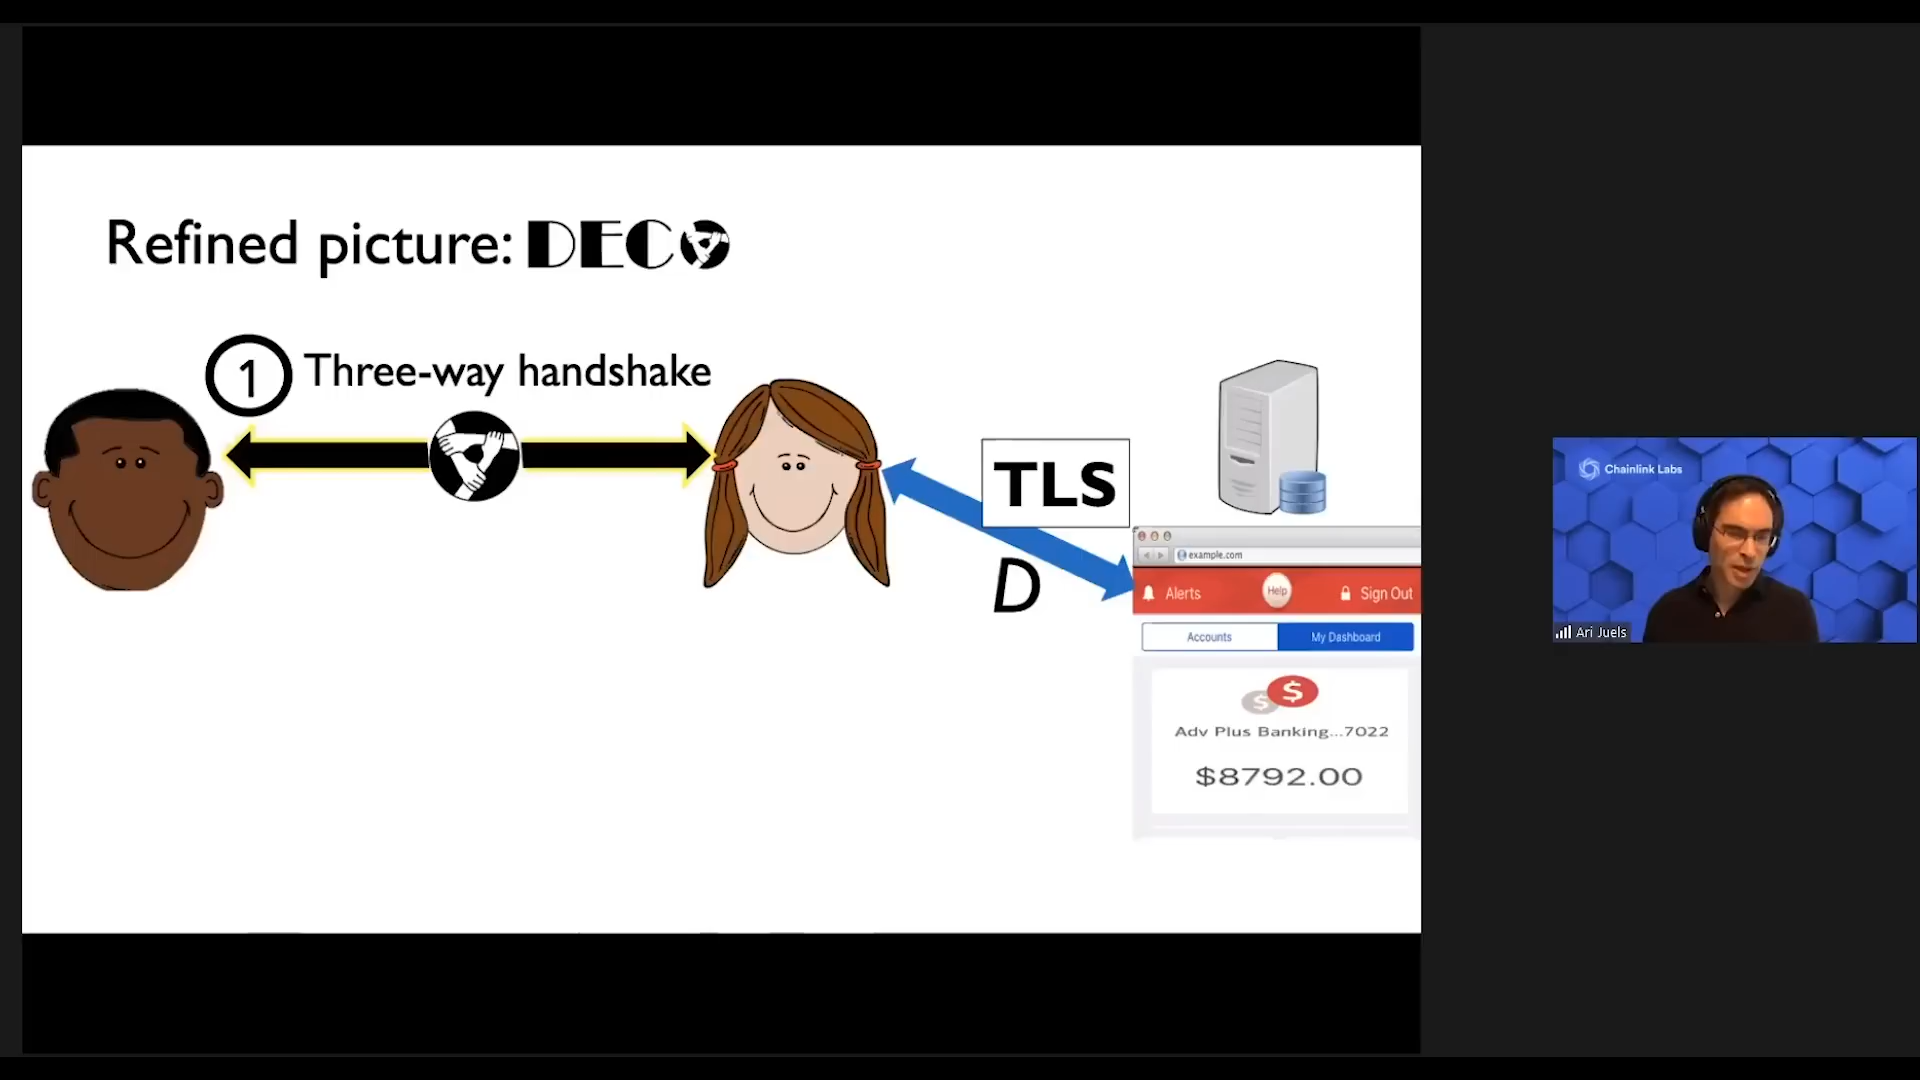 Refined picture: DECO
1 Three-way handshake
TLS
D
example.com
Alerts
Help
Sign Out
Accounts
My Dashboard
$ $
Adv Plus Banking...7022
$8792.00
Chainlink Labs
Ari Juels